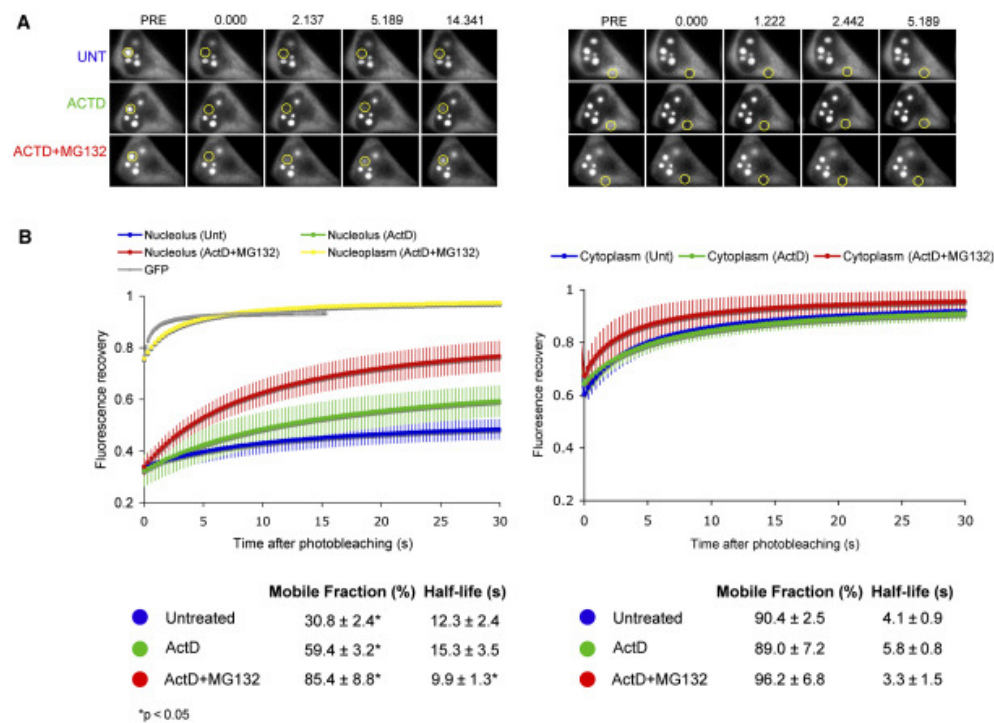 A
PRE 0.000 2.137 5.189 14.341
PRE 0.000 1.222 2.442 5.189
UNT
ACTD
ACTD+MG132
B
Nucleolus (Unt) Nucleolus (ActD)
Nucleolus (ActD+MG132) Nucleoplasm (ActD+MG132)
GFP
Fluorescence recovery
1
0.8
0.6
0.4
0.2
0 5 10 15 20 25 30
Time after photobleaching (s)
Cytoplasm (Unt) Cytoplasm (ActD) Cytoplasm (ActD+MG132)
Fluoresence recovery
1
0.8
0.6
0.4
0.2
0 5 10 15 20 25 30
Time after photobleaching (s)
Mobile Fraction (%) Half-life (s)
Untreated 30.8 ± 2.4* 12.3 ± 2.4
ActD 59.4 ± 3.2* 15.3 ± 3.5
ActD+MG132 85.4 ± 8.8* 9.9 ± 1.3*
*p < 0.05
Mobile Fraction (%) Half-life (s)
Untreated 90.4 ± 2.5 4.1 ± 0.9
ActD 89.0 ± 7.2 5.8 ± 0.8
ActD+MG132 96.2 ± 6.8 3.3 ± 1.5